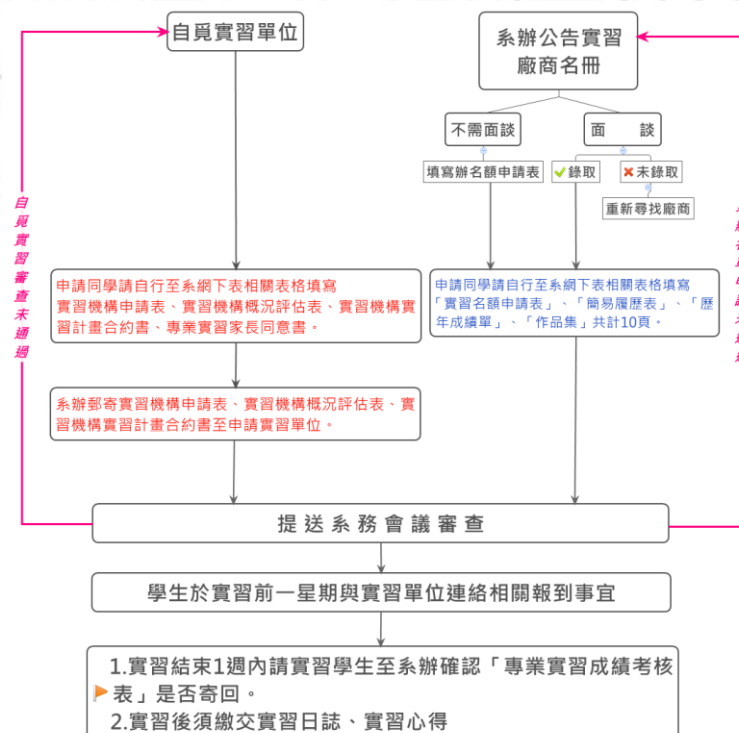 自覓實習單位
系辦公告實習
廠商名冊
不需面談
面 談
填寫辦名額申請表
錄取
未錄取
重新尋找廠商
自覓實習審查未通過
申請同學請自行至系網下表相關表格填寫
實習機構申請表、實習機構概況評估表、實習機構實
習計畫合約書、專業實習家長同意書。
申請同學請自行至系網下表相關表格填寫
「實習名額申請表」、「簡易履歷表」、「歷
年成績單」、「作品集」共計10頁。
系辦郵寄實習機構申請表、實習機構概況評估表、實
習機構實習計畫合約書至申請實習單位。
提送系務會議審查
學生於實習前一星期與實習單位連絡相關報到事宜
1.實習結束1週內請實習學生至系辦確認「專業實習成績考核
表」是否寄回。
2.實習後須繳交實習日誌、實習心得